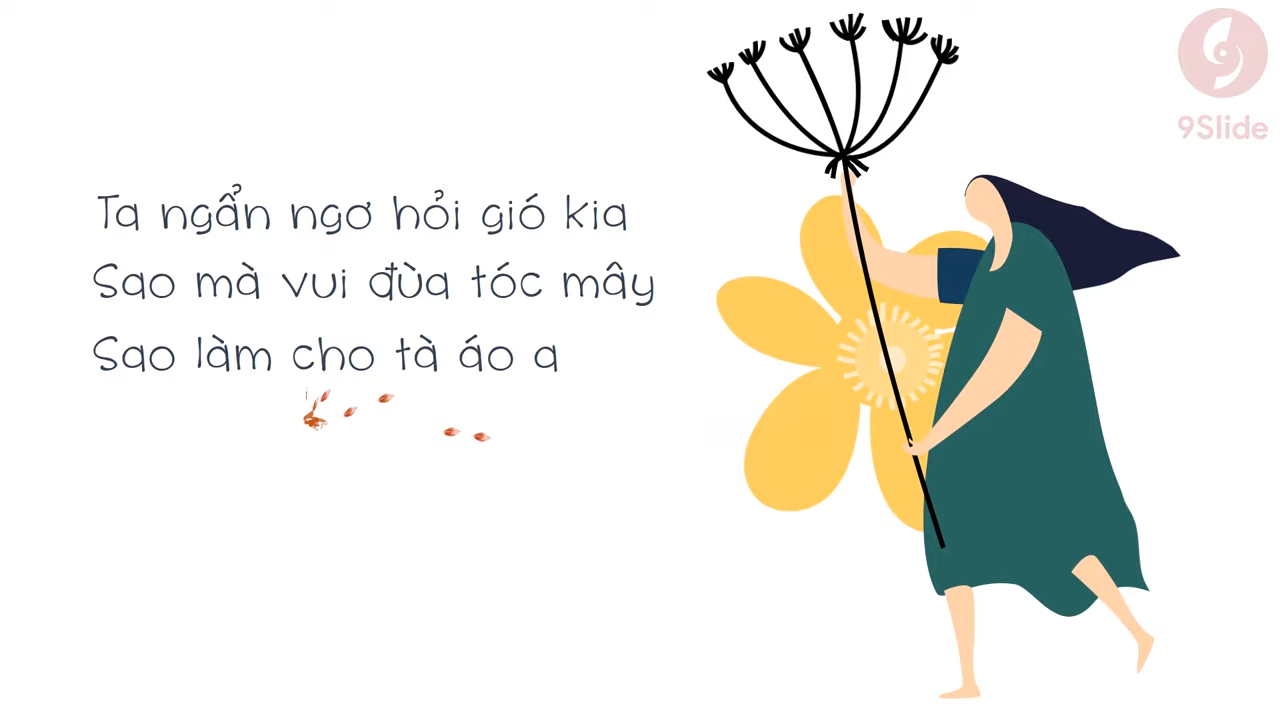 9Slide
Ta ngẩn ngơ hỏi gió kia
Sao mà vui đùa tóc mây
Sao làm cho tà áo a